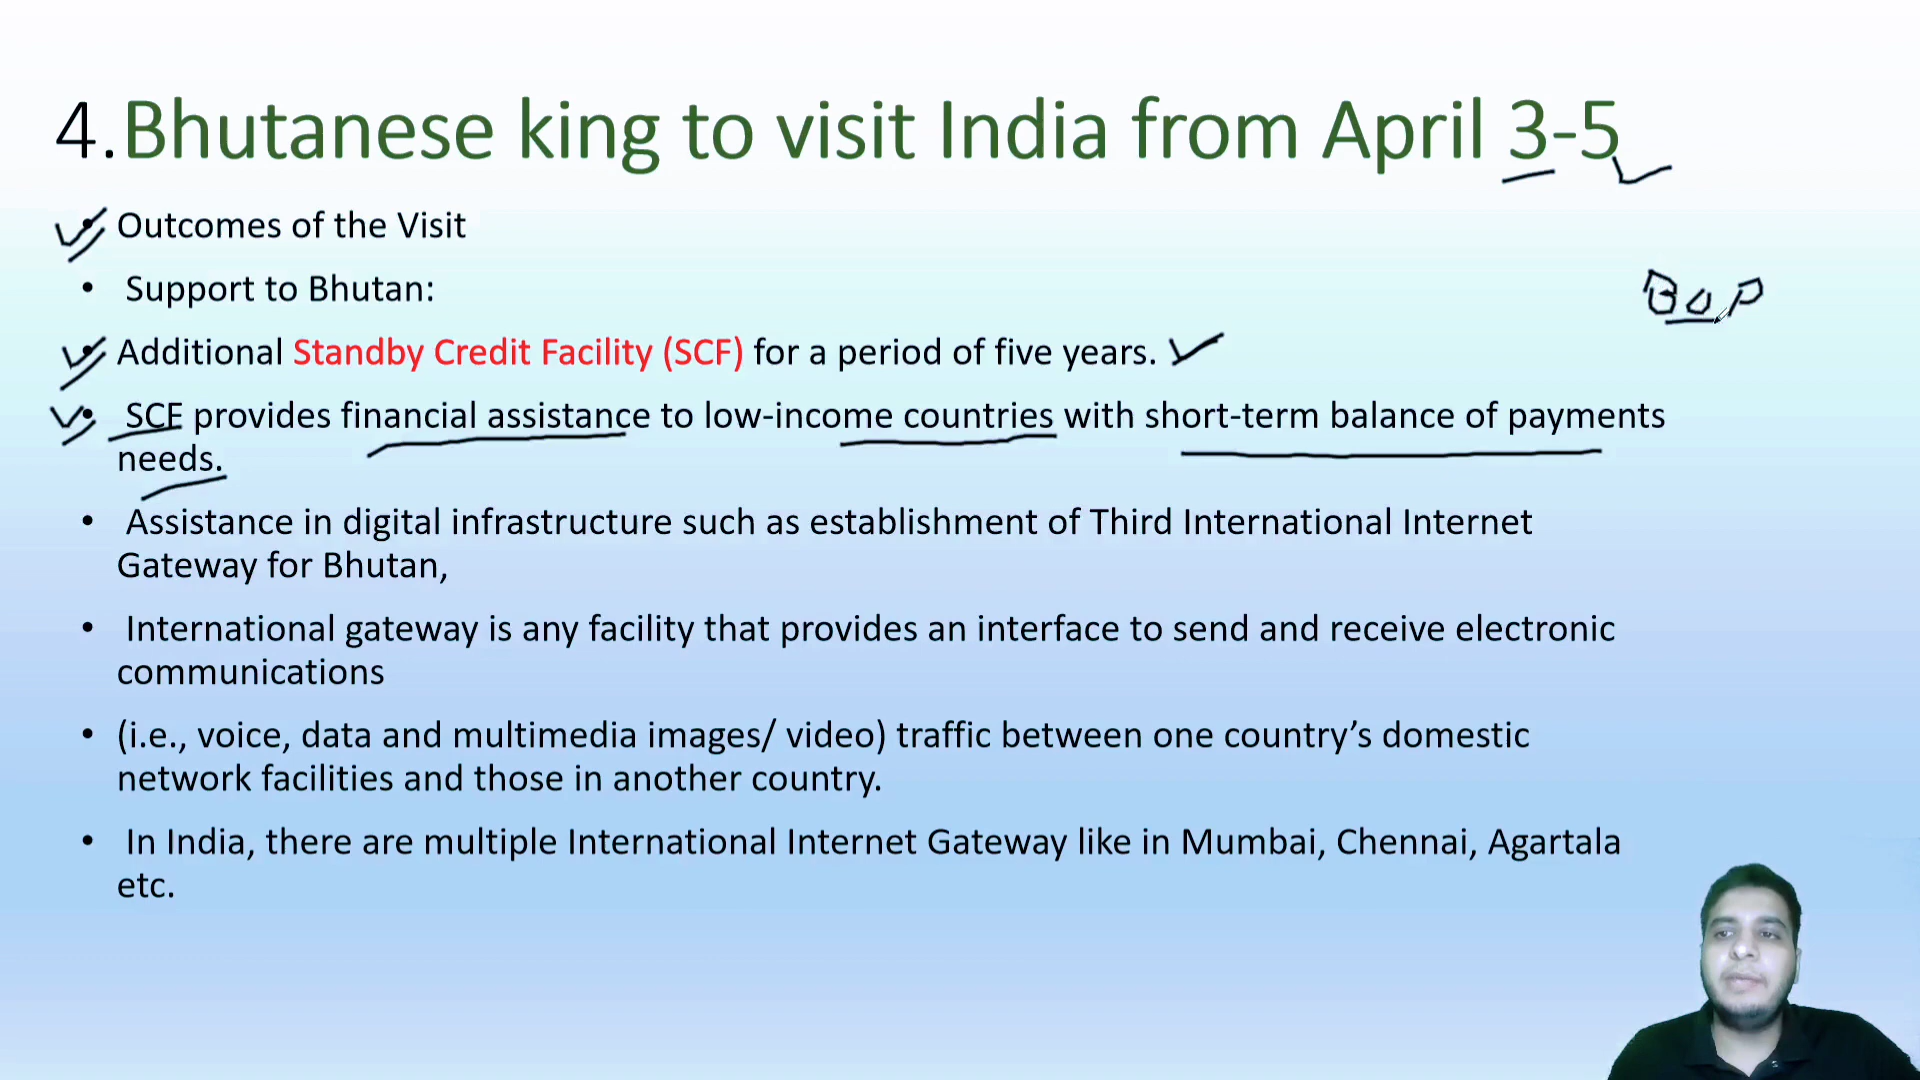 4.Bhutanese king to visit India from April 3-5
• Outcomes of the Visit
• Support to Bhutan:
BOP
• Additional Standby Credit Facility (SCF) for a period of five years.
• SCF provides financial assistance to low-income countries with short-term balance of payments
needs.
• Assistance in digital infrastructure such as establishment of Third International Internet
Gateway for Bhutan,
• International gateway is any facility that provides an interface to send and receive electronic
communications
• (i.e., voice, data and multimedia images/ video) traffic between one country’s domestic
network facilities and those in another country.
• In India, there are multiple International Internet Gateway like in Mumbai, Chennai, Agartala
etc.